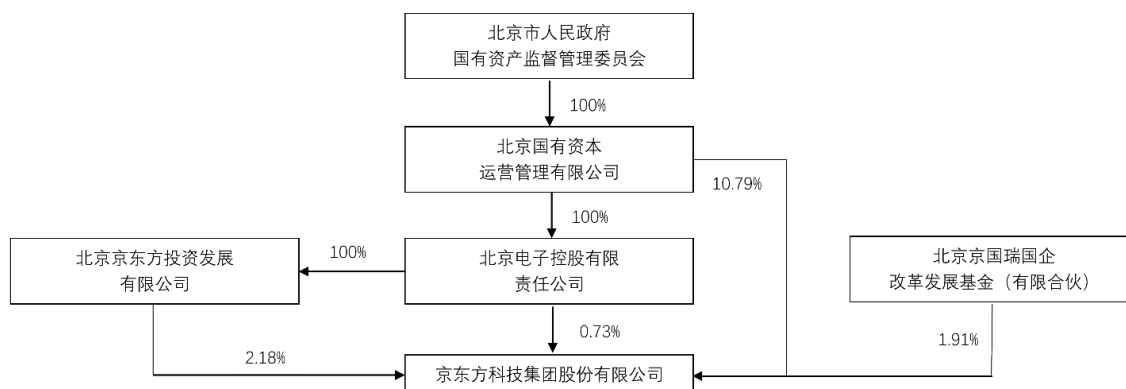 北京市人民政府
国有资产监督管理委员会
100%
北京国有资本
运营管理有限公司
10.79%
100%
北京京东方投资发展
有限公司
100%
北京电子控股有限
责任公司
北京京国瑞国企
改革发展基金（有限合伙）
0.73%
1.91%
2.18%
京东方科技集团股份有限公司